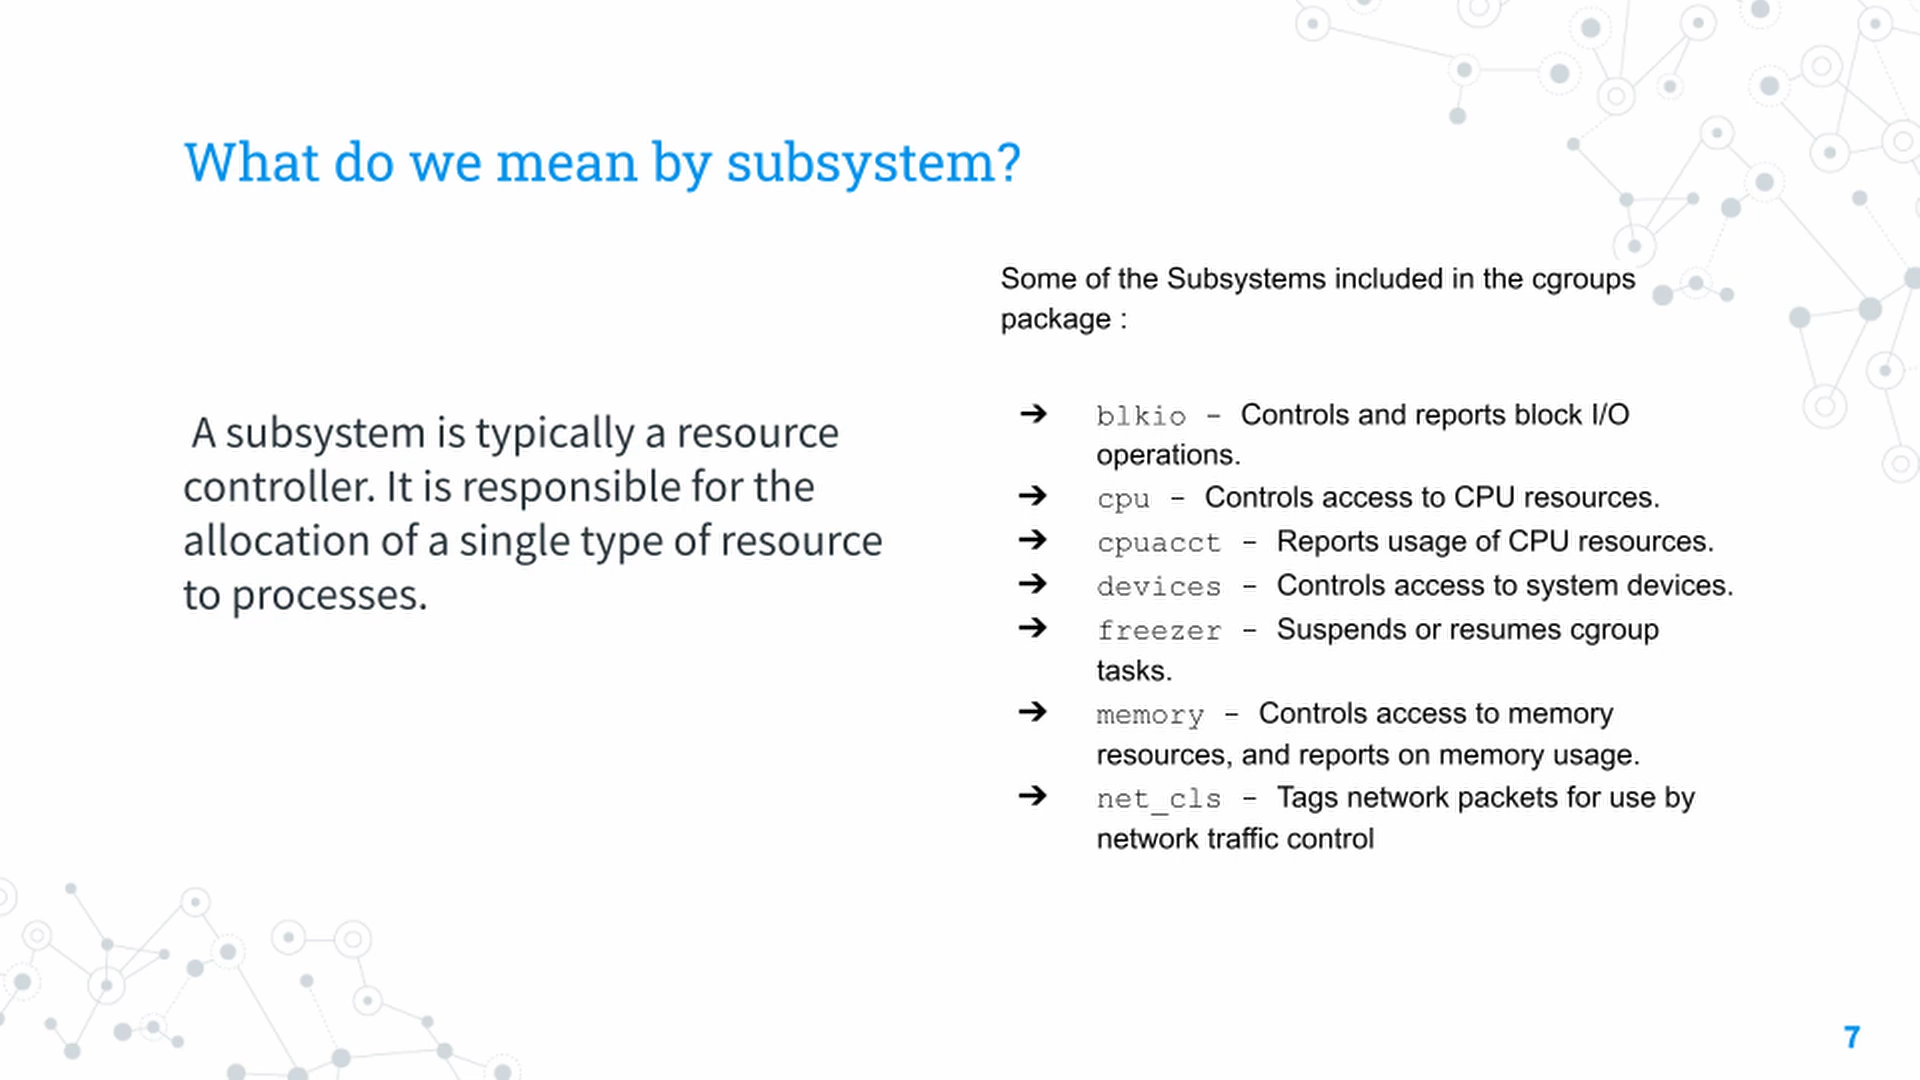 What do we mean by subsystem?
A subsystem is typically a resource
controller. It is responsible for the
allocation of a single type of resource
to processes.
Some of the Subsystems included in the cgroups
package :
➔ blkio – Controls and reports block I/O
operations.
➔ cpu – Controls access to CPU resources.
➔ cpuacct – Reports usage of CPU resources.
➔ devices – Controls access to system devices.
➔ freezer – Suspends or resumes cgroup
tasks.
➔ memory – Controls access to memory
resources, and reports on memory usage.
➔ net_cls – Tags network packets for use by
network traffic control
7